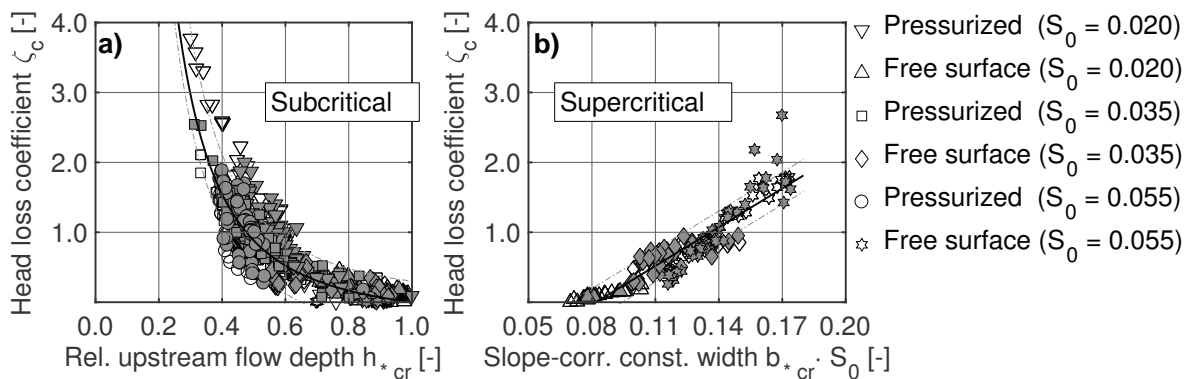 Head loss coefficient ζc [-]
4.0
3.0
2.0
1.0
a)
Subcritical
0.0 0.2 0.4 0.6 0.8 1.0
Rel. upstream flow depth h* cr [-]
Head loss coefficient ζc [-]
4.0
3.0
2.0
1.0
b)
Supercritical
0.05 0.08 0.11 0.14 0.17 0.20
Slope-corr. const. width b* cr · S0 [-]
Pressurized (S0 = 0.020)
Free surface (S0 = 0.020)
Pressurized (S0 = 0.035)
Free surface (S0 = 0.035)
Pressurized (S0 = 0.055)
Free surface (S0 = 0.055)